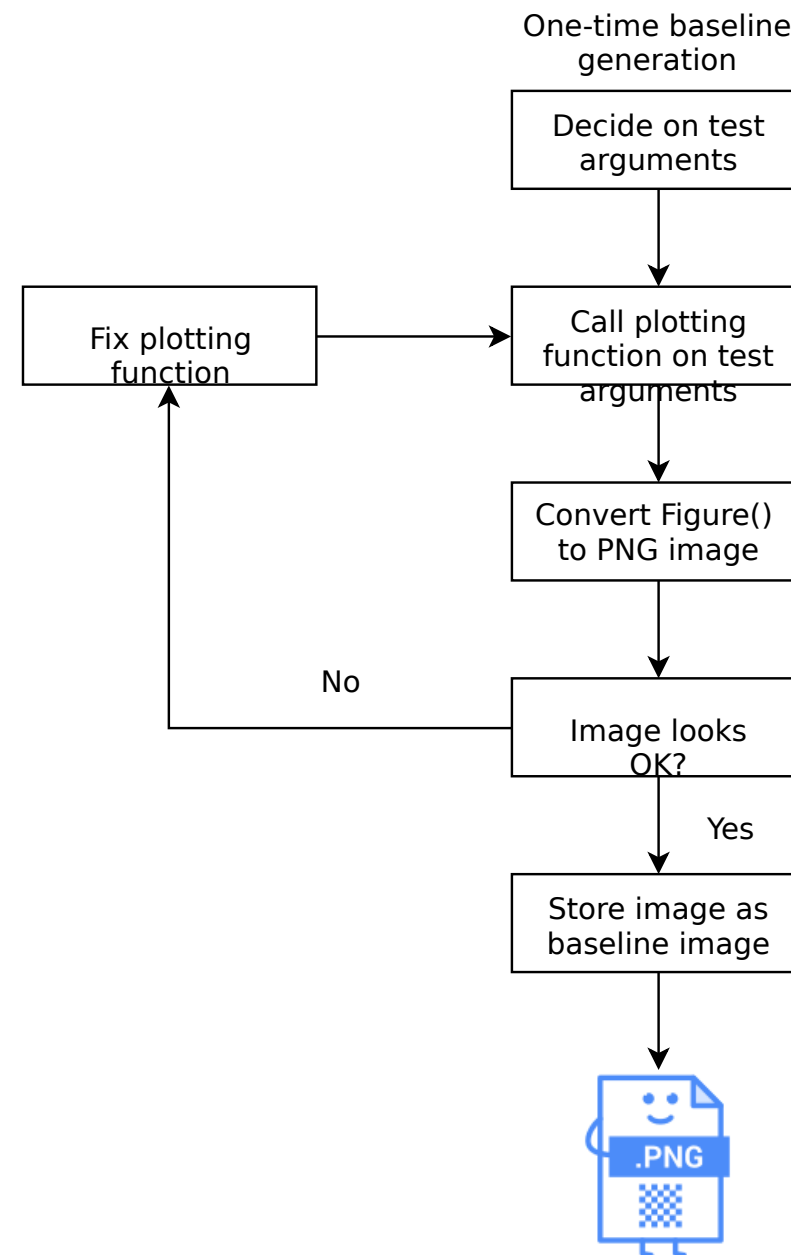 One-time baseline
generation
Decide on test
arguments
Fix plotting
function
Call plotting
function on test
arguments
Convert Figure()
to PNG image
No
Image looks
OK?
Yes
Store image as
baseline image
.PNG